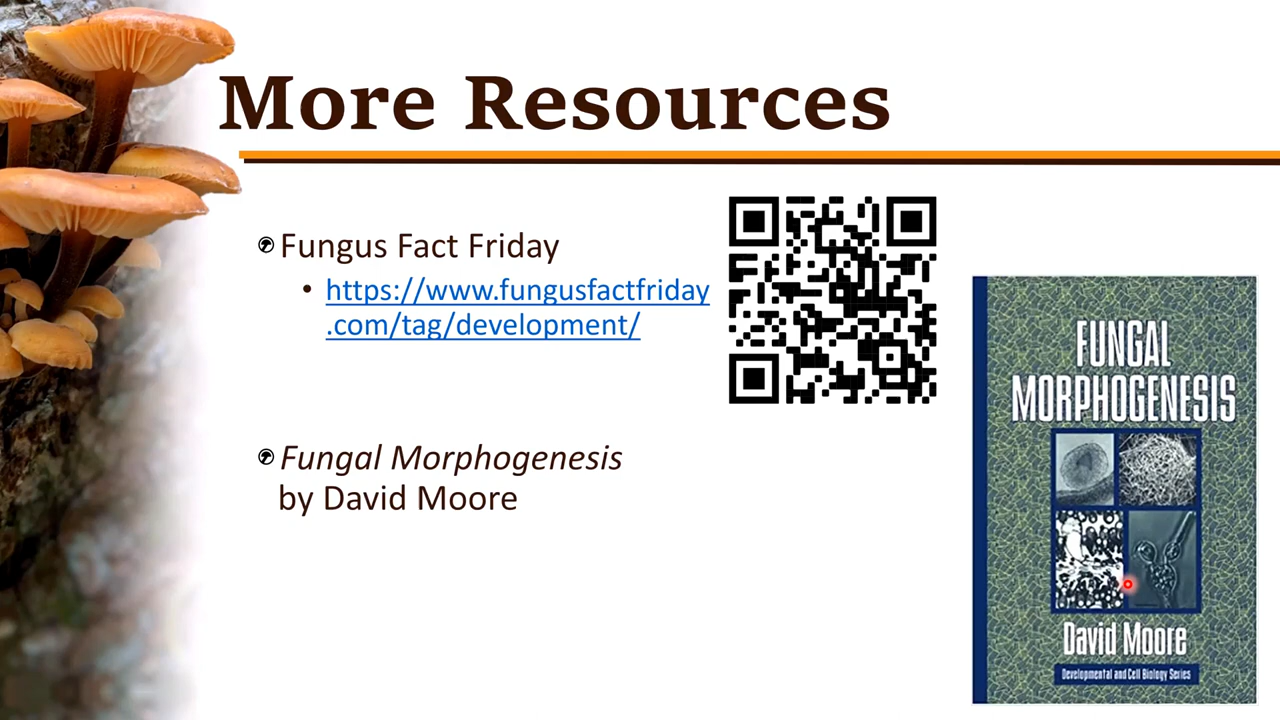 More Resources
Fungus Fact Friday
https://www.fungusfactfriday
.com/tag/development/
Fungal Morphogenesis
by David Moore
FUNGAL
MORPHOGENESIS
David Moore
Developmental and Cell Biology Series